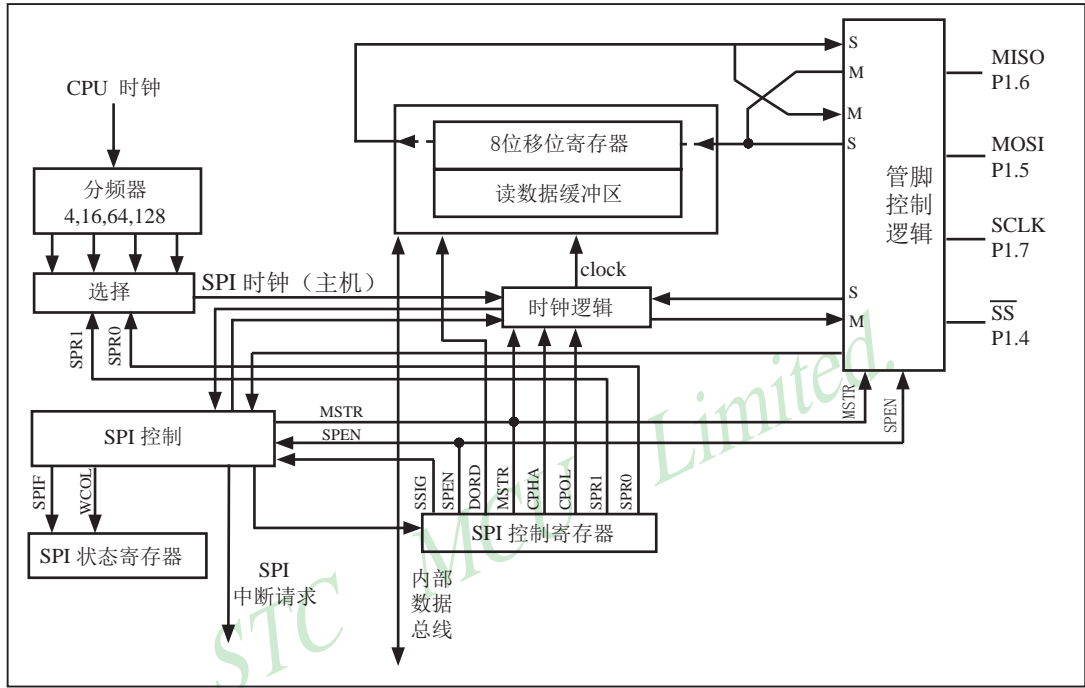 CPU 时钟
分频器
4,16,64,128
选择
SPR1
SPR0
SPI 时钟（主机）
8位移位寄存器
读数据缓冲区
clock
时钟逻辑
S
M
M
S
S
M
管脚
控制
逻辑
MISO
P1.6
MOSI
P1.5
SCLK
P1.7
SS
P1.4
MSTR
SPEN
SPI 控制
MSTR
SPEN
SPIF
WCOL
SPI 状态寄存器
SPI
中断请求
SSIG
SPEN
DORD
MSTR
CPHA
CPOL
SPR1
SPR0
SPI 控制寄存器
内部
数据
总线
STC MCU Limited.